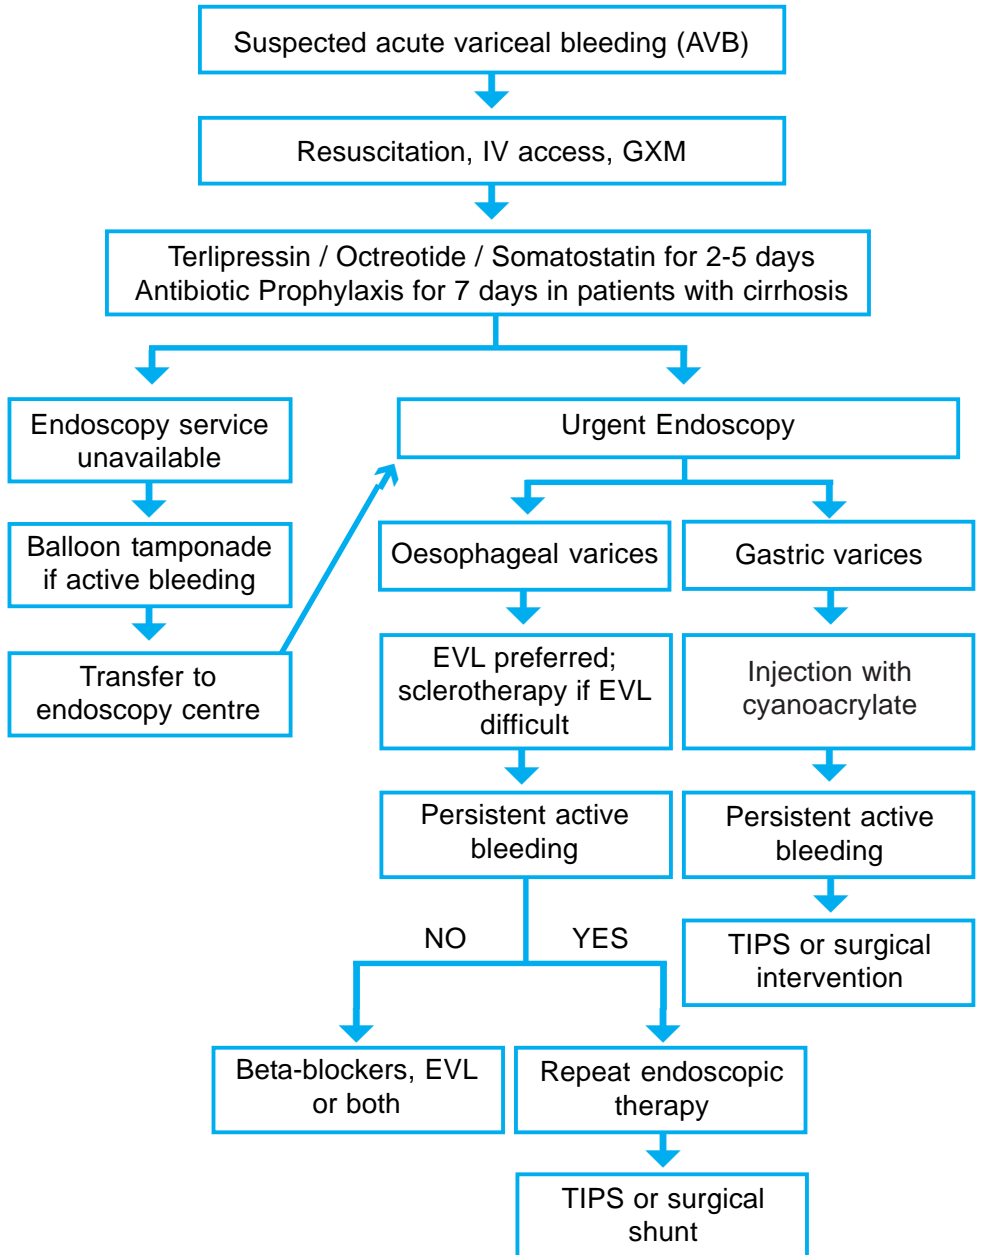 Suspected acute variceal bleeding (AVB)
Resuscitation, IV access, GXM
Terlipressin / Octreotide / Somatostatin for 2-5 days
Antibiotic Prophylaxis for 7 days in patients with cirrhosis
Endoscopy service
unavailable
Balloon tamponade
if active bleeding
Transfer to
endoscopy centre
Urgent Endoscopy
Oesophageal varices
EVL preferred;
sclerotherapy if EVL
difficult
Persistent active
bleeding
NO
YES
Beta-blockers, EVL
or both
Repeat endoscopic
therapy
TIPS or surgical
shunt
Gastric varices
Injection with
cyanoacrylate
Persistent active
bleeding
TIPS or surgical
intervention